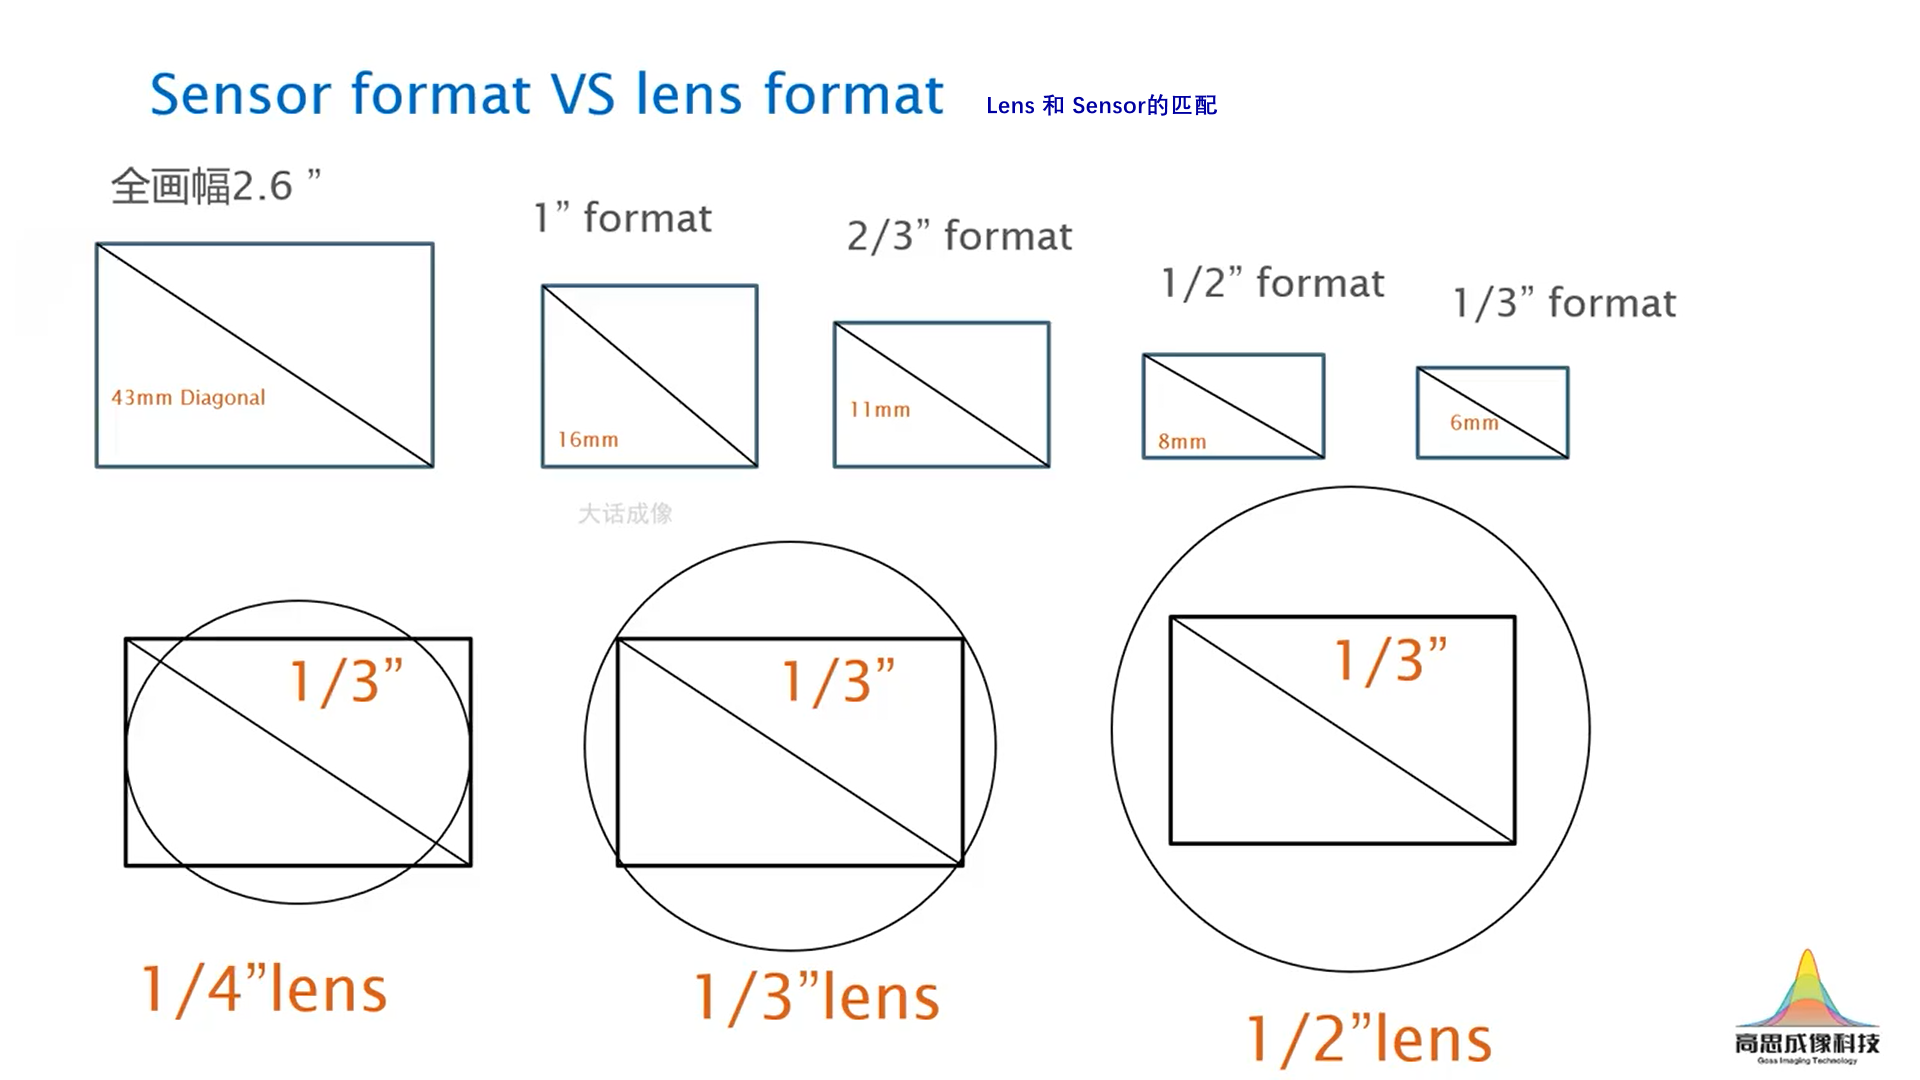 Sensor format VS lens format
Lens 和 Sensor的匹配
全画幅2.6 ”
1” format
2/3” format
1/2” format
1/3” format
43mm Diagonal
16mm
11mm
8mm
6mm
大话成像
1/3”
1/3”
1/3”
1/4”lens
1/3”lens
1/2”lens
高思成像科技
Goss Imaging Technology